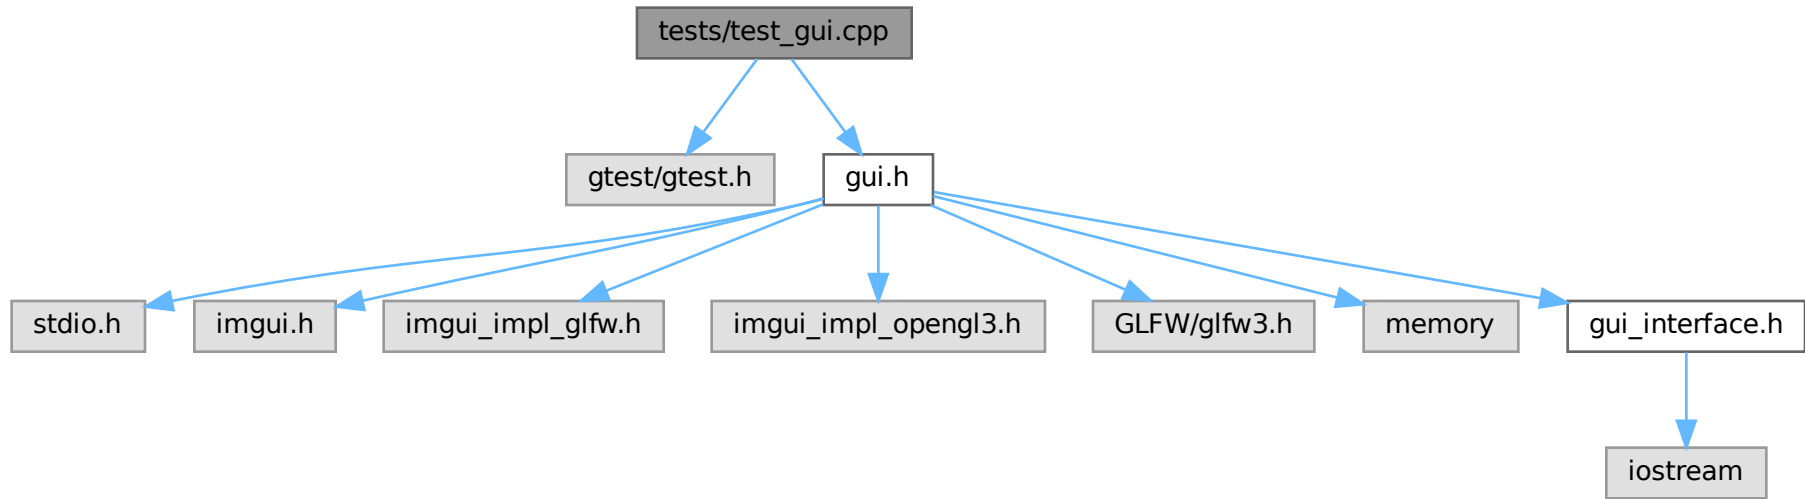 tests/test_gui.cpp
gtest/gtest.h
gui.h
stdio.h
imgui.h
imgui_impl_glfw.h
imgui_impl_opengl3.h
GLFW/glfw3.h
memory
gui_interface.h
iostream